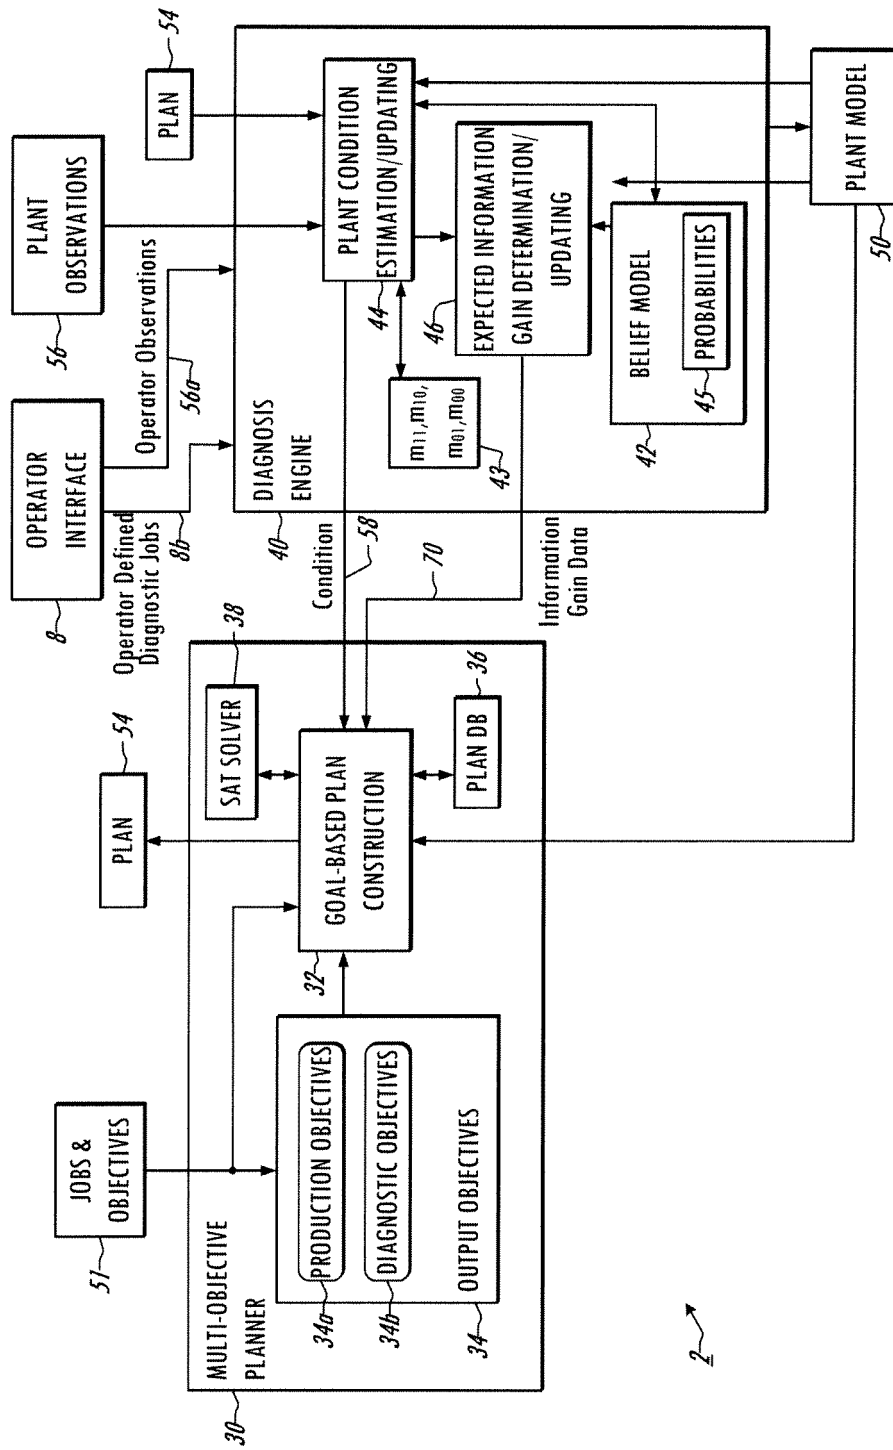 54
PLAN
56
PLANT
OBSERVATIONS
8
OPERATOR
INTERFACE
Operator Observations
56a
8b
Operator Defined
Diagnostic Jobs
40
DIAGNOSIS
ENGINE
44
PLANT CONDITION
ESTIMATION/UPDATING
46
EXPECTED INFORMATION
GAIN DETERMINATION/
UPDATING
m11,m10,
m01,m00
43
42
BELIEF MODEL
45
PROBABILITIES
PLANT MODEL
50
Condition
58
70
Information
Gain Data
54
PLAN
51
JOBS &
OBJECTIVES
30
MULTI-OBJECTIVE
PLANNER
38
SAT SOLVER
32
GOAL-BASED PLAN
CONSTRUCTION
36
PLAN DB
34a
PRODUCTION OBJECTIVES
34b
DIAGNOSTIC OBJECTIVES
34
OUTPUT OBJECTIVES
2